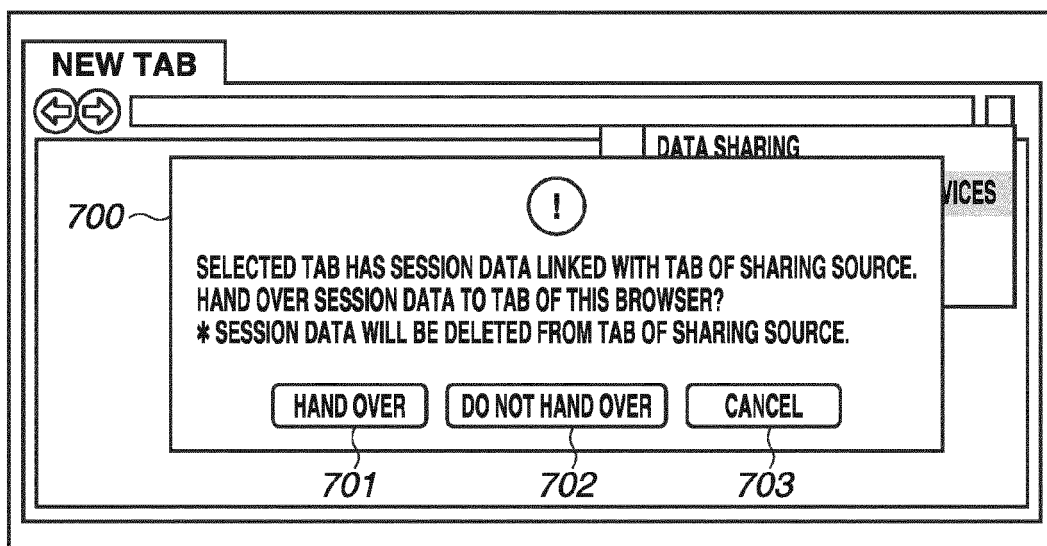 NEW TAB
DATA SHARING
VICES
700
!
SELECTED TAB HAS SESSION DATA LINKED WITH TAB OF SHARING SOURCE.
HAND OVER SESSION DATA TO TAB OF THIS BROWSER?
* SESSION DATA WILL BE DELETED FROM TAB OF SHARING SOURCE.
HAND OVER DO NOT HAND OVER CANCEL
701 702 703